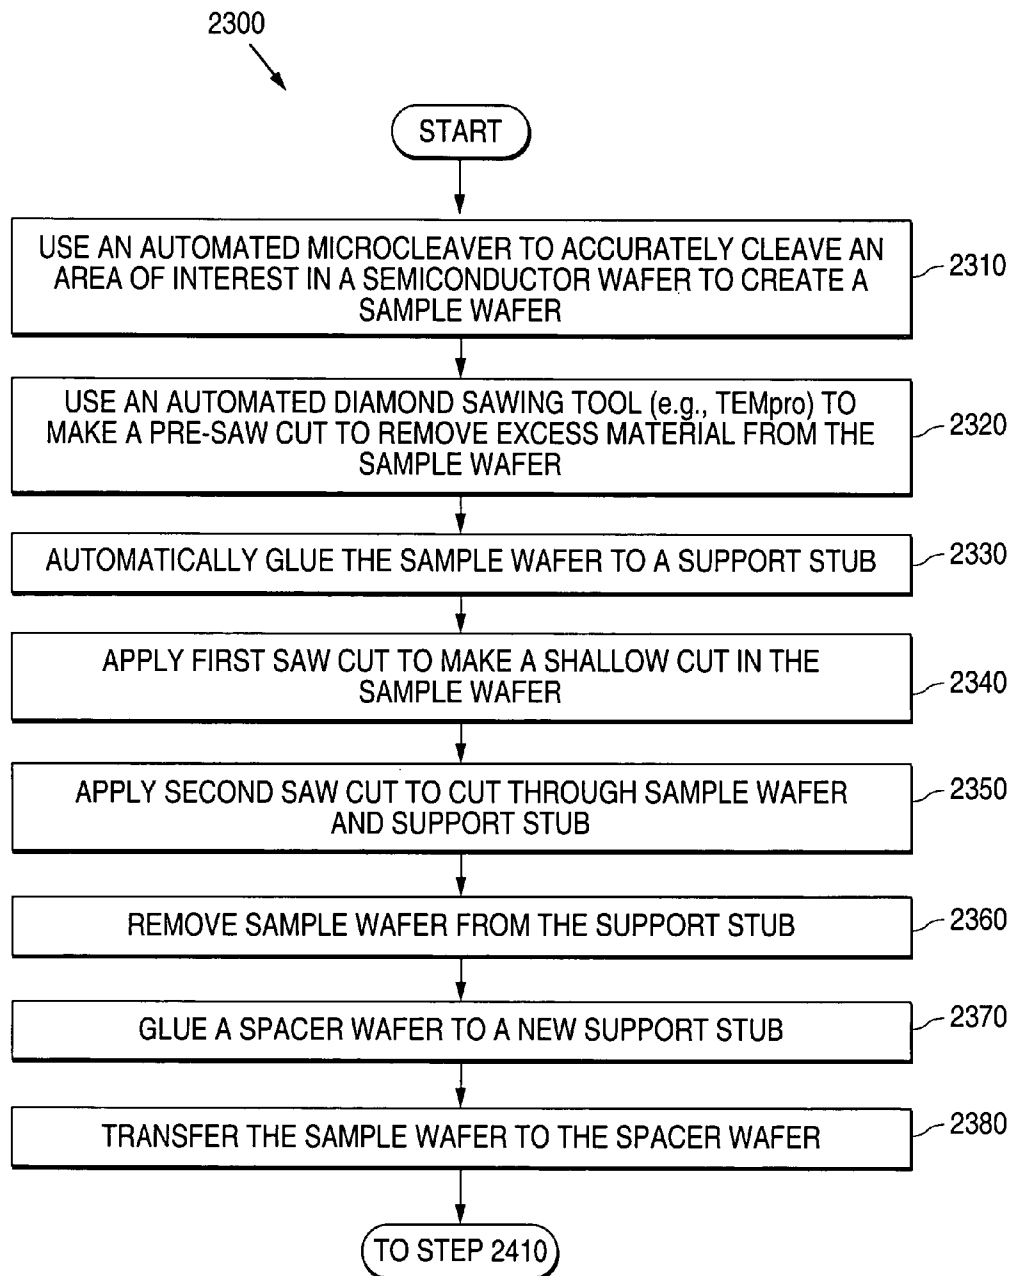 2300
START
USE AN AUTOMATED MICROCLEAVER TO ACCURATELY CLEAVE AN
AREA OF INTEREST IN A SEMICONDUCTOR WAFER TO CREATE A
SAMPLE WAFER
2310
USE AN AUTOMATED DIAMOND SAWING TOOL (e.g., TEMpro) TO
MAKE A PRE-SAW CUT TO REMOVE EXCESS MATERIAL FROM THE
SAMPLE WAFER
2320
AUTOMATICALLY GLUE THE SAMPLE WAFER TO A SUPPORT STUB
2330
APPLY FIRST SAW CUT TO MAKE A SHALLOW CUT IN THE
SAMPLE WAFER
2340
APPLY SECOND SAW CUT TO CUT THROUGH SAMPLE WAFER
AND SUPPORT STUB
2350
REMOVE SAMPLE WAFER FROM THE SUPPORT STUB
2360
GLUE A SPACER WAFER TO A NEW SUPPORT STUB
2370
TRANSFER THE SAMPLE WAFER TO THE SPACER WAFER
2380
TO STEP 2410